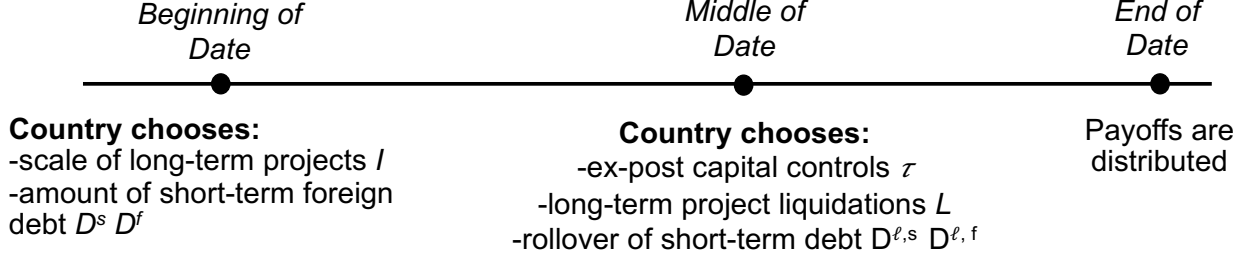 Beginning of
Date
Middle of
Date
End of
Date
Country chooses:
-scale of long-term projects I
-amount of short-term foreign
debt Dˢ Dᶠ
Country chooses:
-ex-post capital controls 𝜏
-long-term project liquidations L
-rollover of short-term debt D^{ℓ,s} D^{ℓ, f}
Payoffs are
distributed